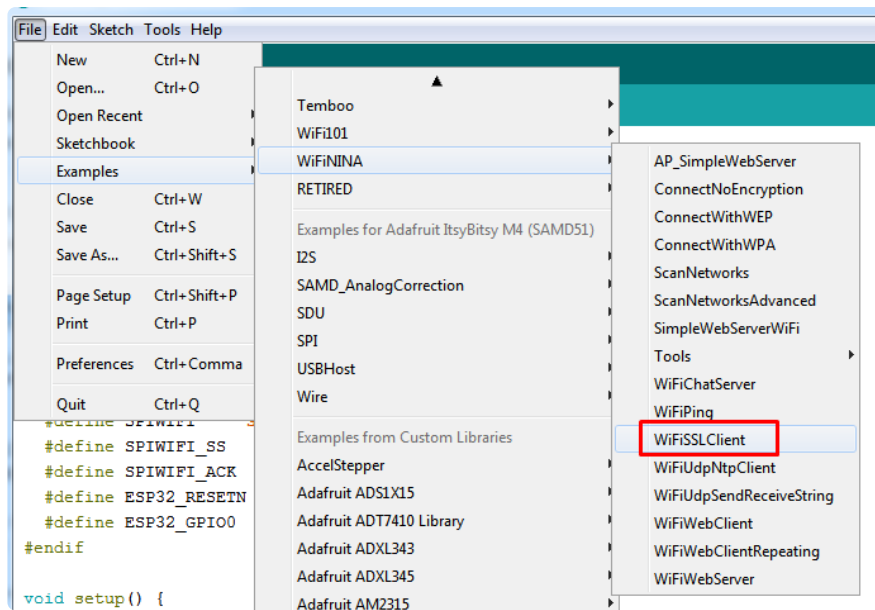 File Edit Sketch Tools Help
New Ctrl+N
Open... Ctrl+O
Open Recent
Sketchbook
Examples
Close Ctrl+W
Save Ctrl+S
Save As... Ctrl+Shift+S
Page Setup Ctrl+Shift+P
Print Ctrl+P
Preferences Ctrl+Comma
Quit Ctrl+Q
Temboo
WiFi101
WiFiNINA
RETIRED
Examples for Adafruit ItsyBitsy M4 (SAMD51)
I2S
SAMD_AnalogCorrection
SDU
SPI
USBHost
Wire
Examples from Custom Libraries
AccelStepper
Adafruit ADS1X15
Adafruit ADT7410 Library
Adafruit ADXL343
Adafruit ADXL345
Adafruit AM2315
AP_SimpleWebServer
ConnectNoEncryption
ConnectWithWEP
ConnectWithWPA
ScanNetworks
ScanNetworksAdvanced
SimpleWebServerWiFi
Tools
WiFiChatServer
WiFiPing
WiFiSSLClient
WiFiUdpNtpClient
WiFiUdpSendReceiveString
WiFiWebClient
WiFiWebClientRepeating
WiFiWebServer
#define SPIWIFI
#define SPIWIFI_SS
#define SPIWIFI_ACK
#define ESP32_RESETN
#define ESP32_GPIO0
#endif
void setup() {